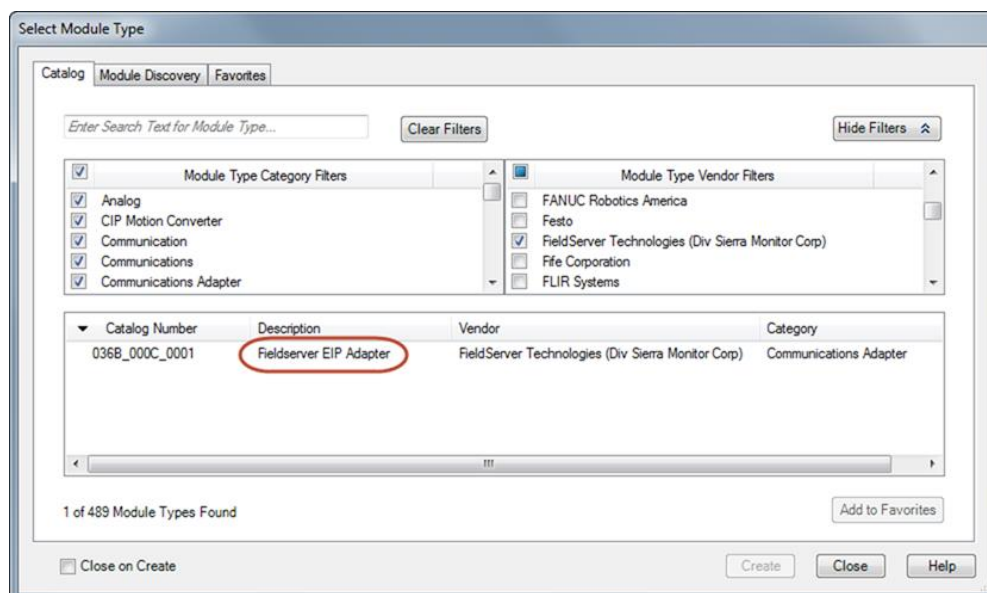 Select Module Type
Catalog Module Discovery Favorites
Enter Search Text for Module Type...
Clear Filters
Hide Filters
Module Type Category Filters
Analog
CIP Motion Converter
Communication
Communications
Communications Adapter
Module Type Vendor Filters
FANUC Robotics America
Festo
FieldServer Technologies (Div Sierra Monitor Corp)
Fife Corporation
FLIR Systems
Catalog Number Description Vendor Category
036B_000C_0001 Fieldserver EIP Adapter FieldServer Technologies (Div Sierra Monitor Corp) Communications Adapter
1 of 489 Module Types Found
Add to Favorites
Close on Create
Create Close Help